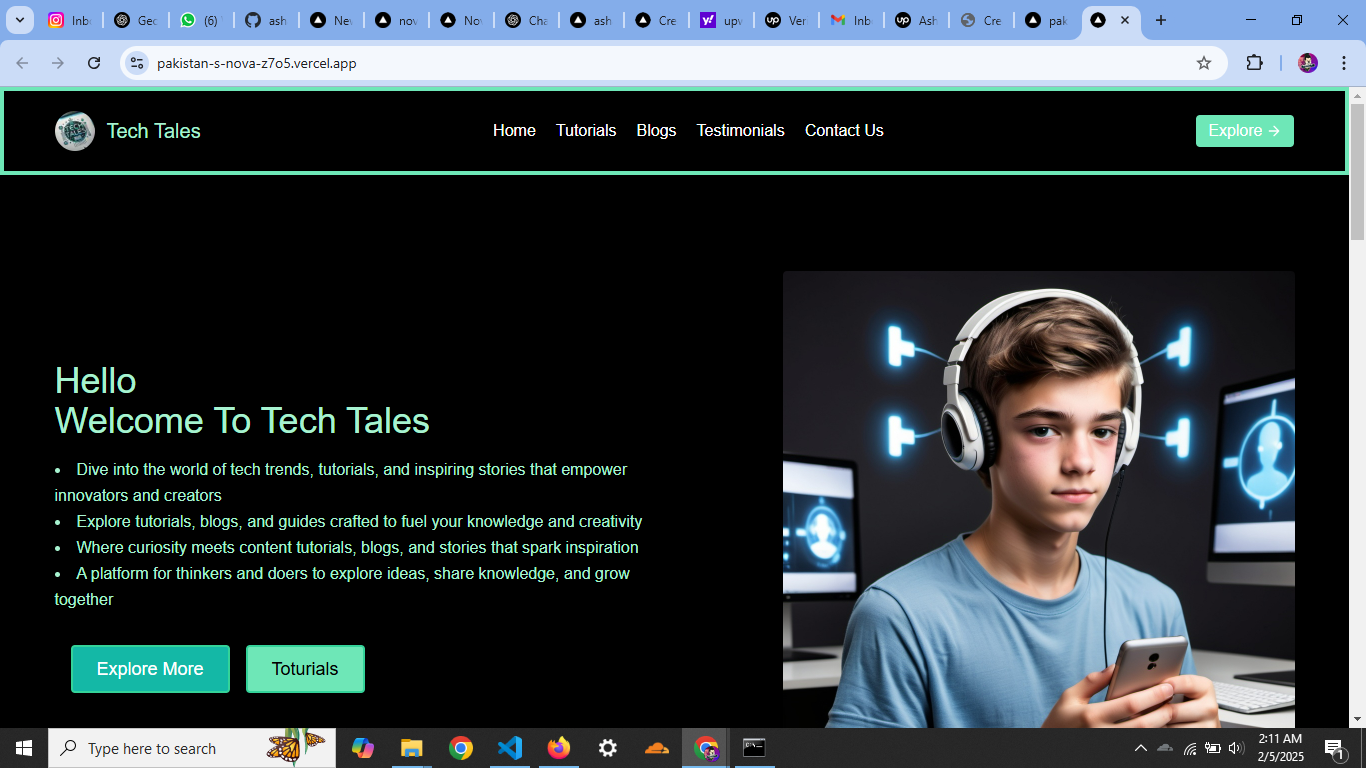 Inbo
Geo
(6)
ash
Nev
nov
Nov
Cha
ash
Cre
upv
Ver
Inb
Ash
Cre
pak
pakistan-s-nova-z7o5.vercel.app
Tech Tales
Home Tutorials Blogs Testimonials Contact Us
Explore →
Hello
Welcome To Tech Tales
• Dive into the world of tech trends, tutorials, and inspiring stories that empower
innovators and creators
• Explore tutorials, blogs, and guides crafted to fuel your knowledge and creativity
• Where curiosity meets content tutorials, blogs, and stories that spark inspiration
• A platform for thinkers and doers to explore ideas, share knowledge, and grow
together
Explore More
Toturials
Type here to search
2:11 AM
2/5/2025
1